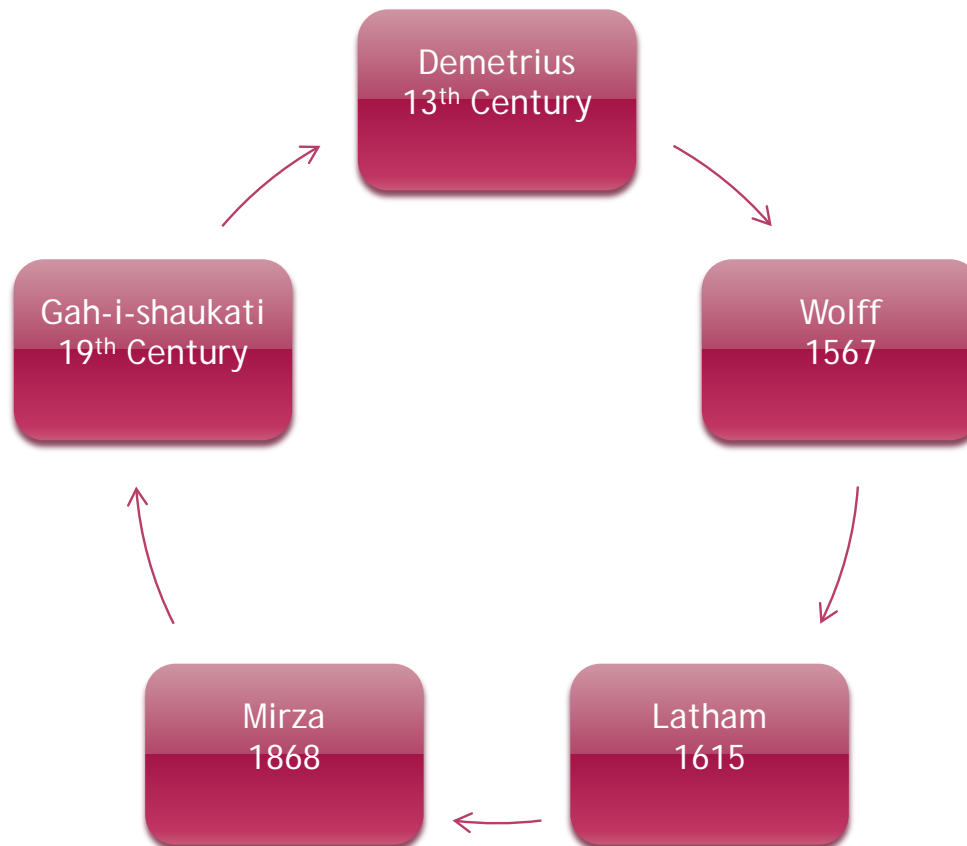 Demetrius
13th Century
Wolff
1567
Latham
1615
Mirza
1868
Gah-i-shaukati
19th Century